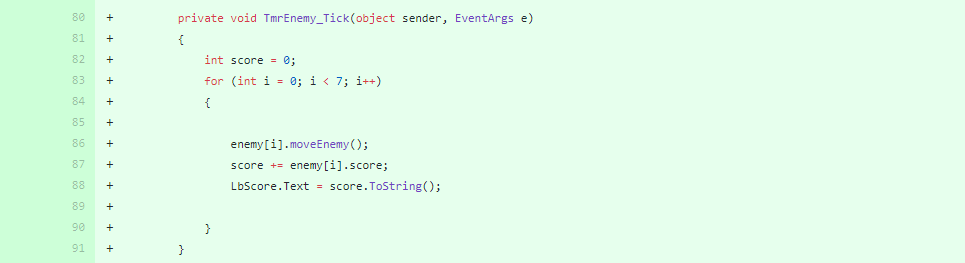 80 + private void TmrEnemy_Tick(object sender, EventArgs e)
81 + {
82 + int score = 0;
83 + for (int i = 0; i < 7; i++)
84 + {
85 +
86 + enemy[i].moveEnemy();
87 + score += enemy[i].score;
88 + LbScore.Text = score.ToString();
89 +
90 + }
91 + }